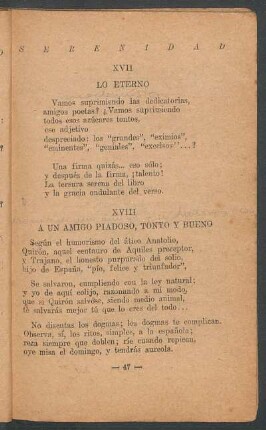 SERENIDAD
XVII
LO ETERNO
Vamos suprimiendo las dedicatorias,
amigos poetas? ¿Vamos suprimiendo
todos esos azúcares tontos,
ese adjetivo
despreciado: los "grandes", "eximios",
"eminentes", "geniales", "excelsos"...?
Una firma quizás... eso sólo;
y después de la firma, ¡talento!
La tersura serena del libro
y la gracia ondulante del verso.
XVIII
A UN AMIGO PIADOSO, TONTO Y BUENO
Según el humorismo del ático Anatolio,
Quirón, aquel centauro de Aquiles preceptor,
y Trajano, el honesto purpurado del solio,
hijo de España, "pío, felice y triunfador",
Se salvaron, cumpliendo con la ley natural;
y yo de aquí colijo, razonando a mi modo,
que si Quirón salvóse, siendo medio animal,
te salvarás mejor tú que lo eres del todo...
No discutas los dogmas; los dogmas te complican.
Observa, sí, los ritos, simples, a la española;
reza siempre que doblen; ríe cuando repican,
oye misa el domingo, y tendrás aureola.
— 47 —